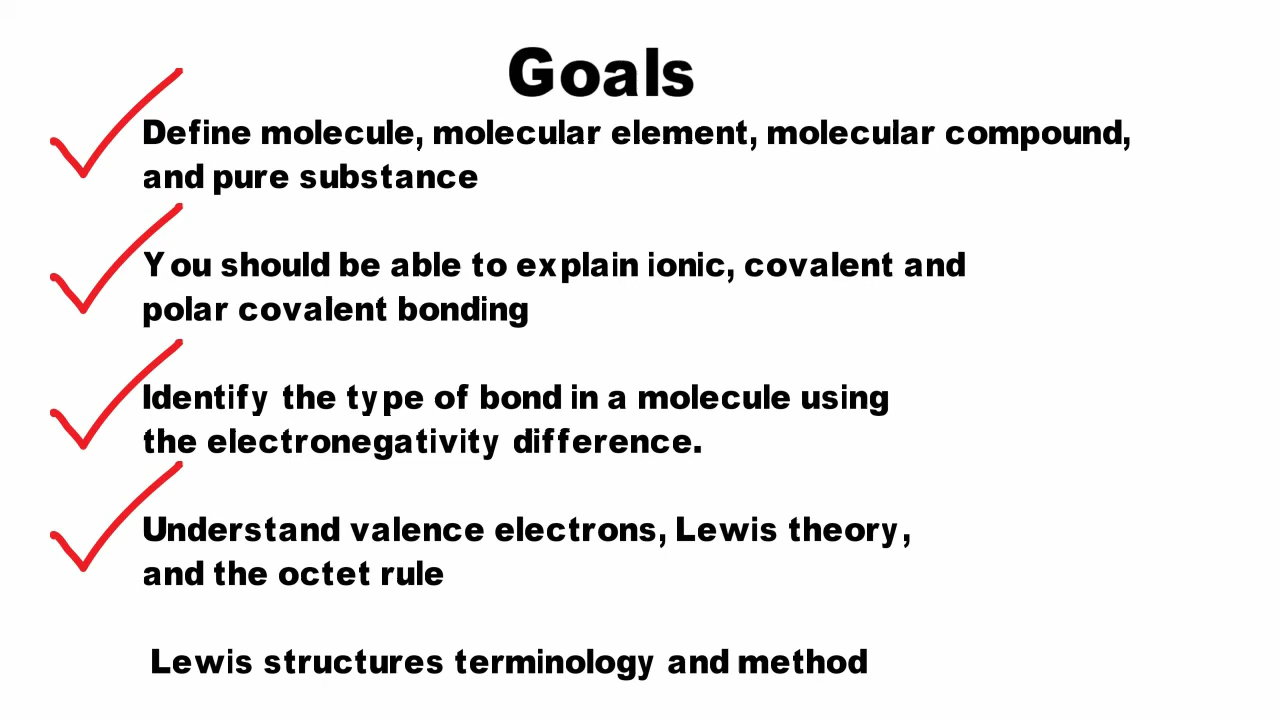 Goals
Define molecule, molecular element, molecular compound,
and pure substance
You should be able to explain ionic, covalent and
polar covalent bonding
Identify the type of bond in a molecule using
the electronegativity difference.
Understand valence electrons, Lewis theory,
and the octet rule
Lewis structures terminology and method